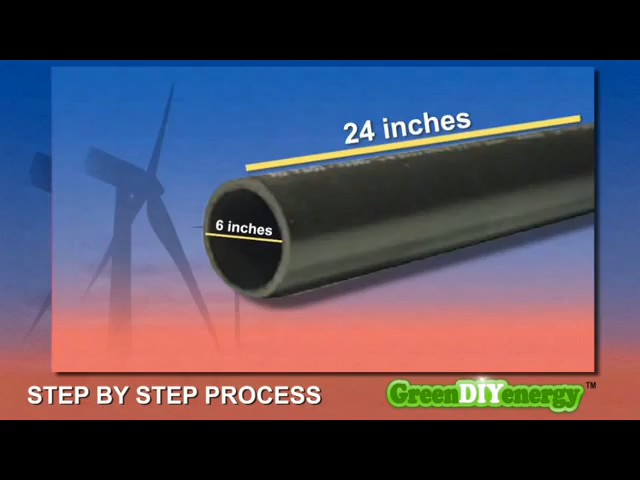 24 inches
6 inches
STEP BY STEP PROCESS
GreenDIYenergy™